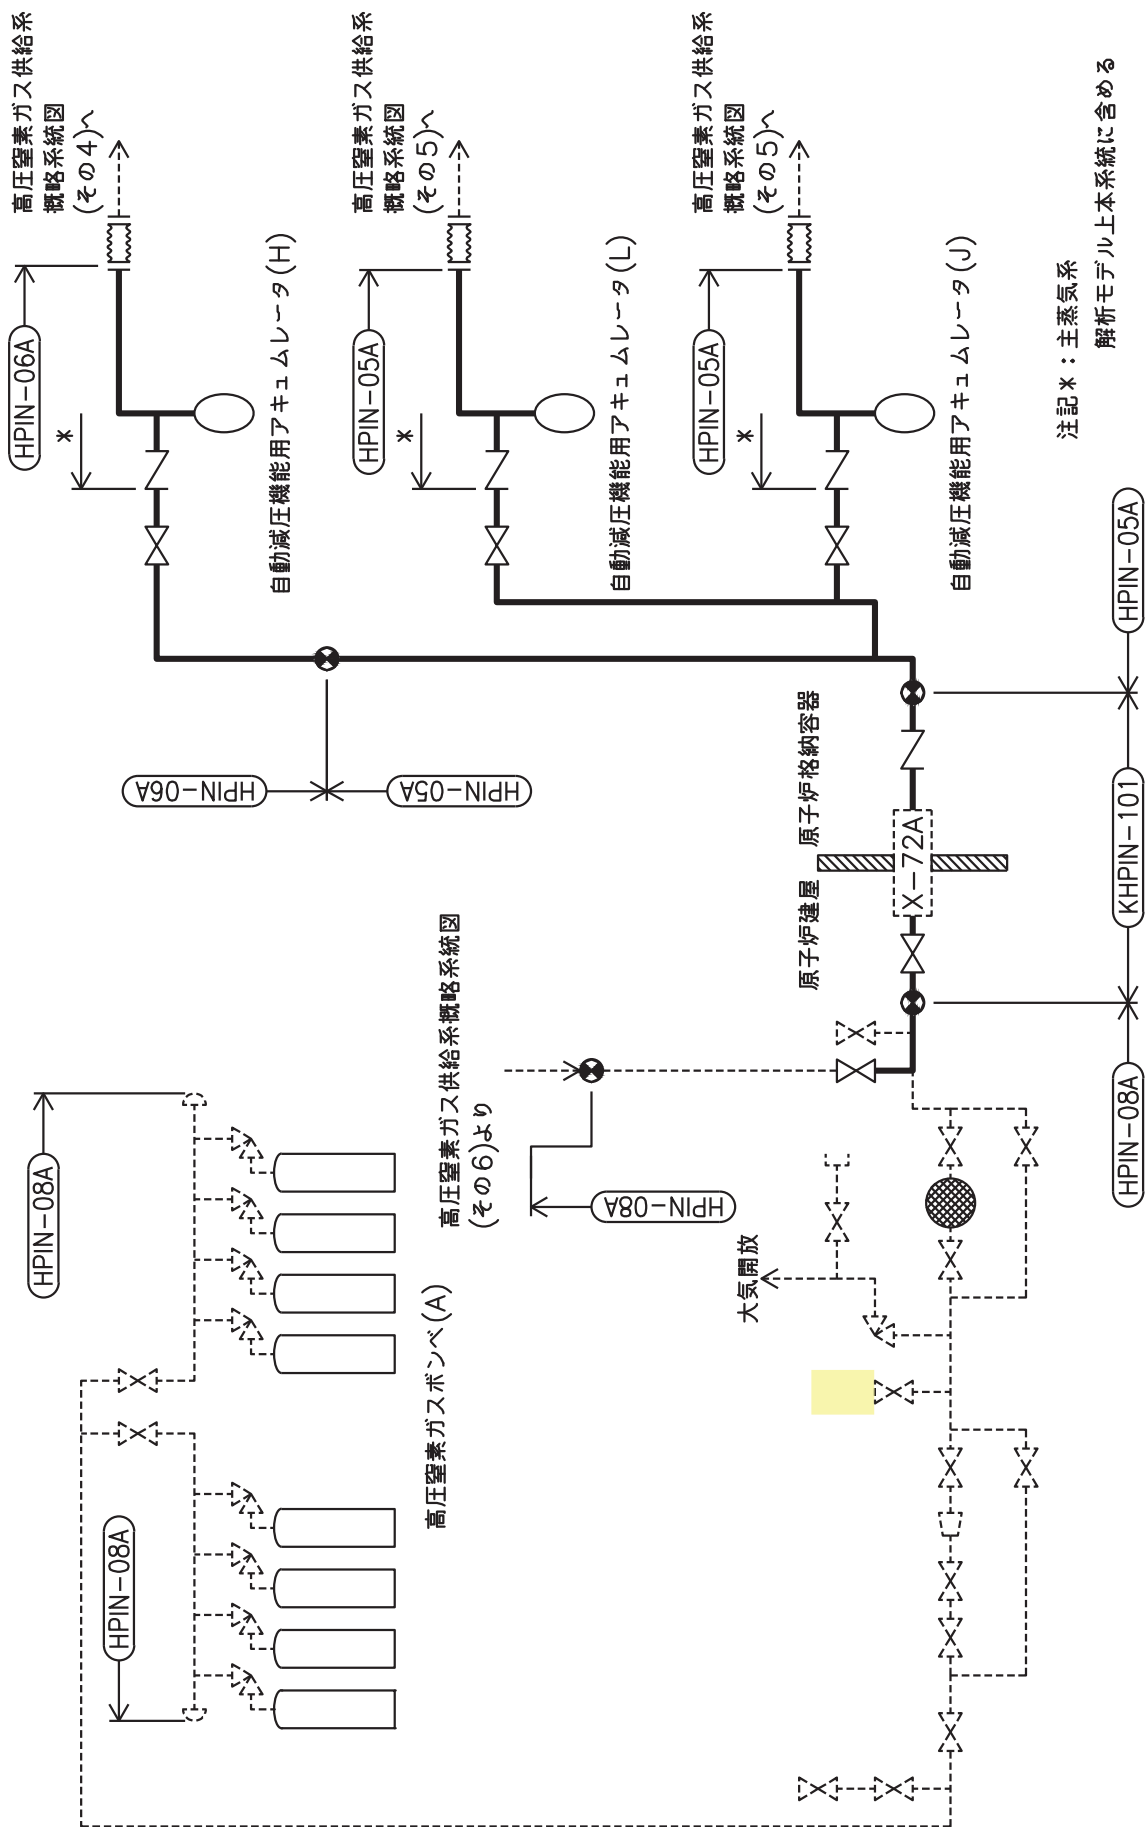 高圧窒素ガス供給系
概略系統図
(その4)へ
HPIN-06A
*
自動減圧機能用アキュムレータ(H)
高圧窒素ガス供給系
概略系統図
(その5)へ
HPIN-05A
*
自動減圧機能用アキュムレータ(L)
高圧窒素ガス供給系
概略系統図
(その5)へ
HPIN-05A
*
自動減圧機能用アキュムレータ(J)
注記*：主蒸気系
解析モデル上本系統に含める
HPIN-06A
HPIN-05A
原子炉建屋
原子炉格納容器
X-72A
HPIN-08A
KHPIN-101
HPIN-05A
高圧窒素ガス供給系概略系統図
(その6)より
HPIN-08A
大気開放
HPIN-08A
HPIN-08A
高圧窒素ガスボンベ(A)